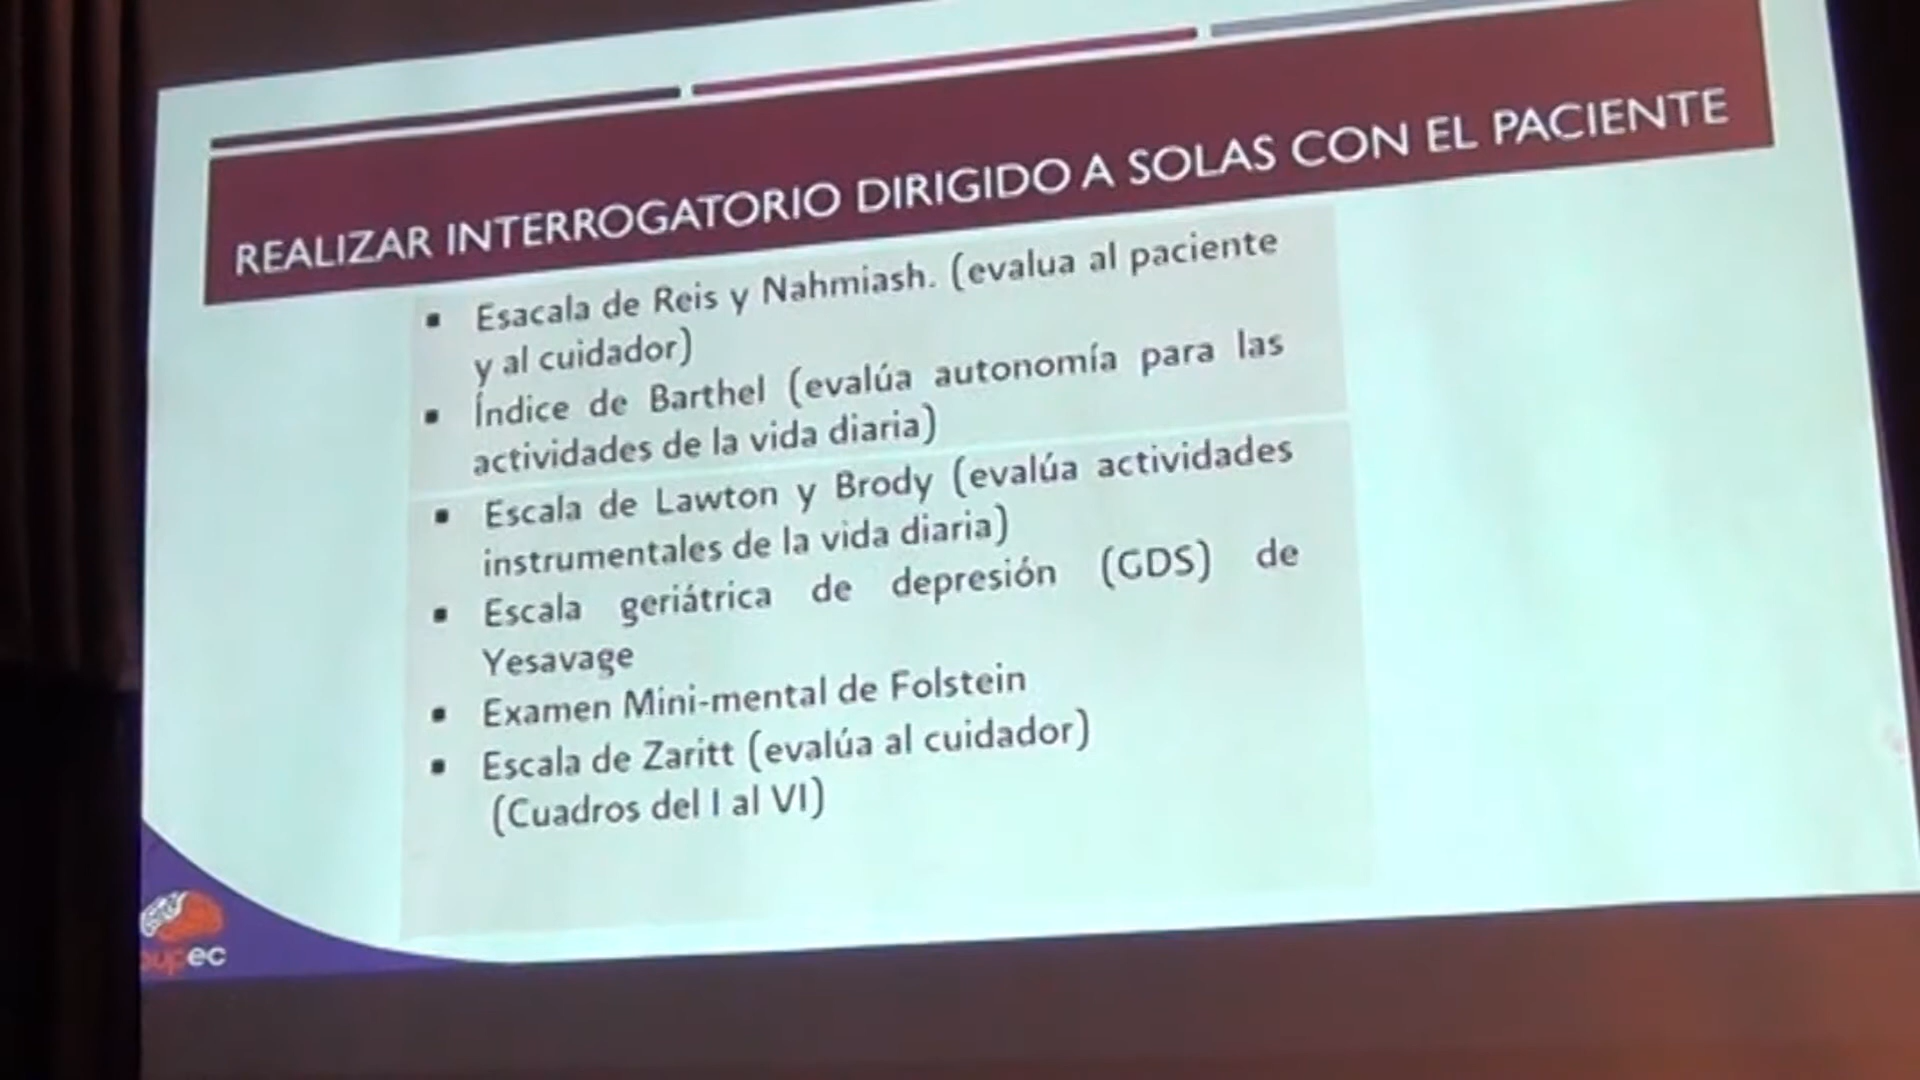 REALIZAR INTERROGATORIO DIRIGIDO A SOLAS CON EL PACIENTE
▪ Esacala de Reis y Nahmiash. (evalua al paciente
y al cuidador)
▪ Índice de Barthel (evalúa autonomía para las
actividades de la vida diaria)
▪ Escala de Lawton y Brody (evalúa actividades
instrumentales de la vida diaria)
▪ Escala geriátrica de depresión (GDS) de
Yesavage
▪ Examen Mini-mental de Folstein
▪ Escala de Zaritt (evalúa al cuidador)
(Cuadros del I al VI)